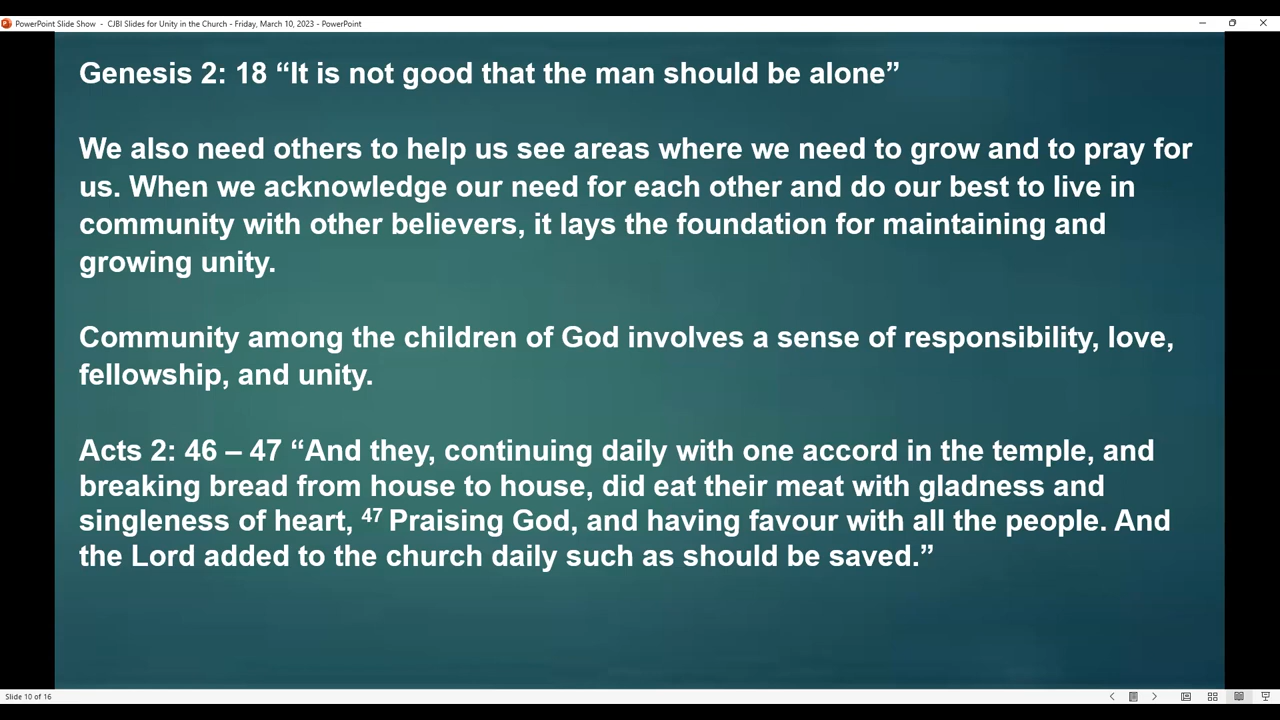 PowerPoint Slide Show - CJBI Slides for Unity in the Church - Friday, March 10, 2023 - PowerPoint
Genesis 2: 18 “It is not good that the man should be alone”
We also need others to help us see areas where we need to grow and to pray for
us. When we acknowledge our need for each other and do our best to live in
community with other believers, it lays the foundation for maintaining and
growing unity.
Community among the children of God involves a sense of responsibility, love,
fellowship, and unity.
Acts 2: 46 – 47 “And they, continuing daily with one accord in the temple, and
breaking bread from house to house, did eat their meat with gladness and
singleness of heart, 47 Praising God, and having favour with all the people. And
the Lord added to the church daily such as should be saved.”
Slide 10 of 16